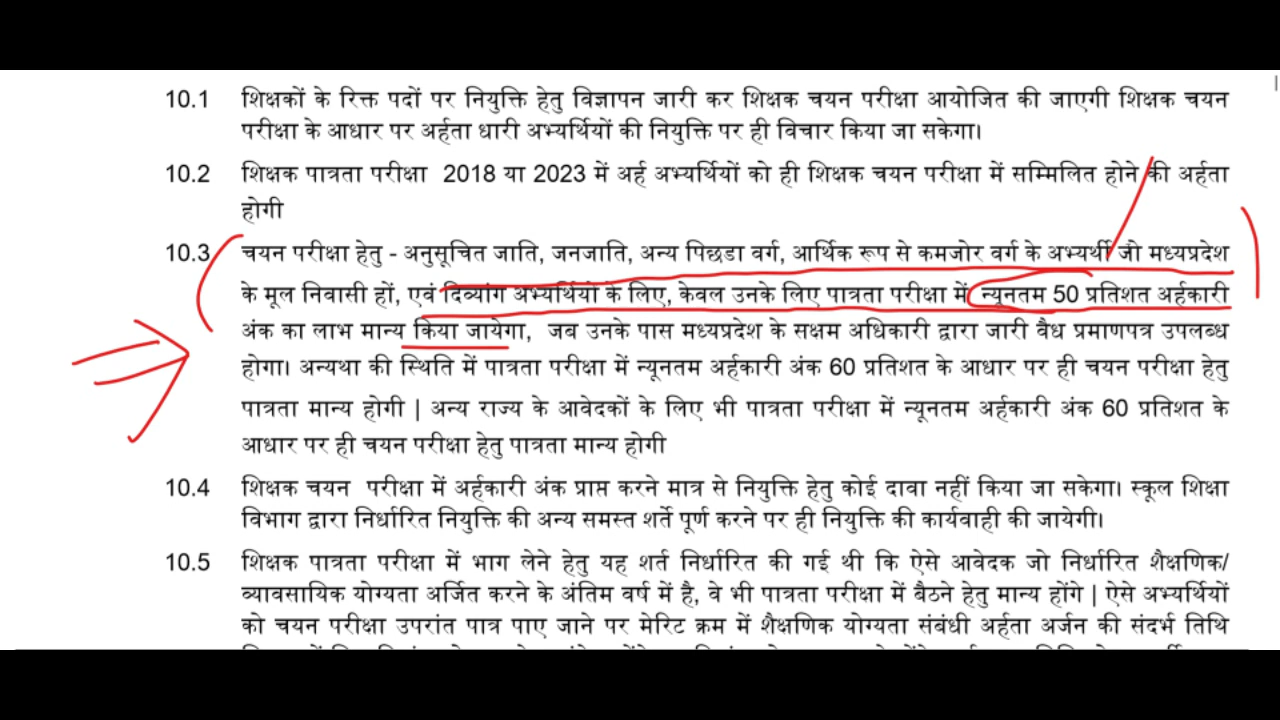 10.1 शिक्षकों के रिक्त पदों पर नियुक्ति हेतु विज्ञापन जारी कर शिक्षक चयन परीक्षा आयोजित की जाएगी शिक्षक चयन
परीक्षा के आधार पर अर्हता धारी अभ्यर्थियों की नियुक्ति पर ही विचार किया जा सकेगा।
10.2 शिक्षक पात्रता परीक्षा 2018 या 2023 में अर्ह अभ्यर्थियों को ही शिक्षक चयन परीक्षा में सम्मिलित होने की अर्हता
होगी
10.3 चयन परीक्षा हेतु - अनुसूचित जाति, जनजाति, अन्य पिछडा वर्ग, आर्थिक रूप से कमजोर वर्ग के अभ्यर्थी जो मध्यप्रदेश
के मूल निवासी हों, एवं दिव्यांग अभ्यर्थियो के लिए, केवल उनके लिए पात्रता परीक्षा में न्यूनतम 50 प्रतिशत अर्हकारी
अंक का लाभ मान्य किया जायेगा, जब उनके पास मध्यप्रदेश के सक्षम अधिकारी द्वारा जारी वैध प्रमाणपत्र उपलब्ध
होगा। अन्यथा की स्थिति में पात्रता परीक्षा में न्यूनतम अर्हकारी अंक 60 प्रतिशत के आधार पर ही चयन परीक्षा हेतु
पात्रता मान्य होगी | अन्य राज्य के आवेदकों के लिए भी पात्रता परीक्षा में न्यूनतम अर्हकारी अंक 60 प्रतिशत के
आधार पर ही चयन परीक्षा हेतु पात्रता मान्य होगी
10.4 शिक्षक चयन परीक्षा में अर्हकारी अंक प्राप्त करने मात्र से नियुक्ति हेतु कोई दावा नहीं किया जा सकेगा। स्कूल शिक्षा
विभाग द्वारा निर्धारित नियुक्ति की अन्य समस्त शर्ते पूर्ण करने पर ही नियुक्ति की कार्यवाही की जायेगी।
10.5 शिक्षक पात्रता परीक्षा में भाग लेने हेतु यह शर्त निर्धारित की गई थी कि ऐसे आवेदक जो निर्धारित शैक्षणिक/
व्यावसायिक योग्यता अर्जित करने के अंतिम वर्ष में है, वे भी पात्रता परीक्षा में बैठने हेतु मान्य होंगे | ऐसे अभ्यर्थियों
को चयन परीक्षा उपरांत पात्र पाए जाने पर मेरिट क्रम में शैक्षणिक योग्यता संबंधी अर्हता अर्जन की संदर्भ तिथि